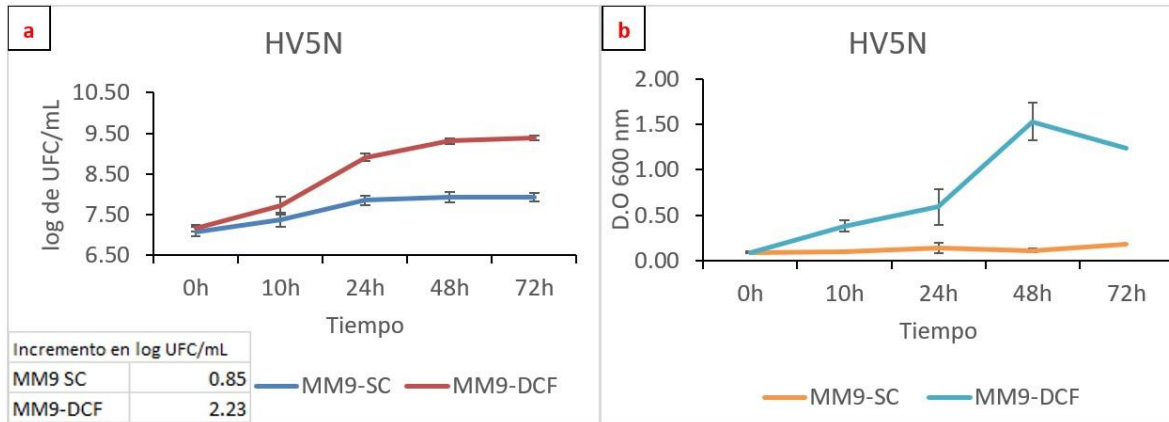 a
HV5N
log de UFC/mL
10.50
9.50
8.50
7.50
6.50
0h 10h 24h 48h 72h
Tiempo
Incremento en log UFC/mL
MM9 SC 0.85
MM9-DCF 2.23
MM9-SC MM9-DCF
b
HV5N
D.O 600 nm
2.00
1.50
1.00
0.50
0.00
0h 10h 24h 48h 72h
Tiempo
MM9-SC MM9-DCF